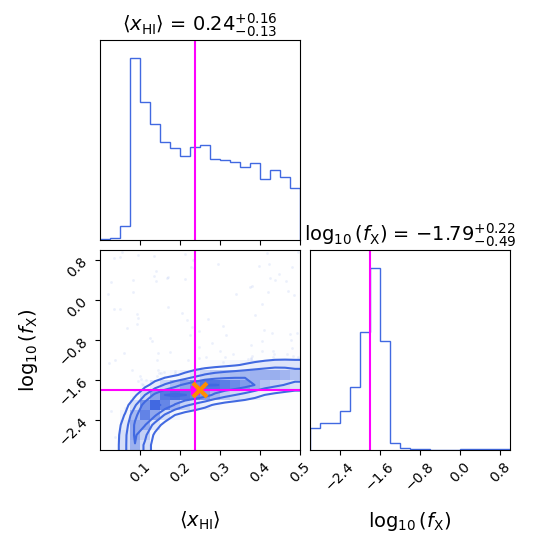 ⟨x_HI⟩ = 0.24^{+0.16}_{−0.13}
log₁₀(f_X) = −1.79^{+0.22}_{−0.49}
0.8
0.0
−0.8
−1.6
−2.4
log₁₀(f_X)
0.1 0.2 0.3 0.4 0.5
−2.4 −1.6 −0.8 0.0 0.8
⟨x_HI⟩
log₁₀(f_X)